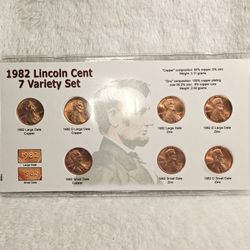 1982 Lincoln Cent
7 Variety Set
"Copper" composition: 95% copper, 5% zinc
Weight: 3.11 grams
"Zinc" composition: 100% copper plating
over 99.2% zinc, .8% copper core
Weight: 2.50 grams
1982 Large Date
Copper
1982 D Large Date
Copper
1982 Large Date
Zinc
1982 D Large Date
Zinc
1982
Large Date
1982
Small Date
1982 Small Date
Copper
1982 Small Date
Zinc
1982 D Small Date
Zinc